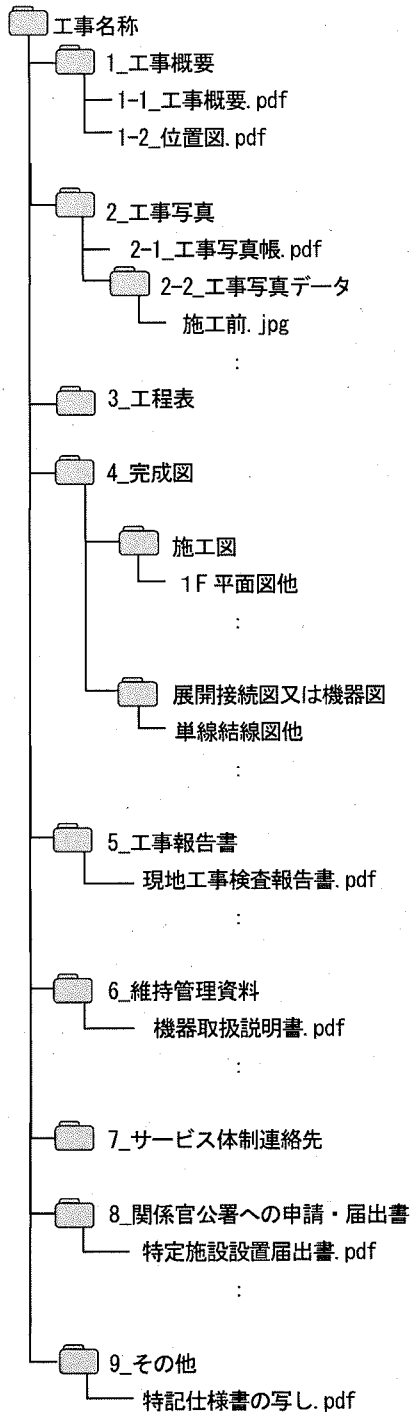 工事名称
1_工事概要
1-1_工事概要.pdf
1-2_位置図.pdf
2_工事写真
2-1_工事写真帳.pdf
2-2_工事写真データ
施工前.jpg
:
3_工程表
4_完成図
施工図
1F 平面図他
:
展開接続図又は機器図
単線結線図他
:
5_工事報告書
現地工事検査報告書.pdf
:
6_維持管理資料
機器取扱説明書.pdf
:
7_サービス体制連絡先
8_関係官公署への申請・届出書
特定施設設置届出書.pdf
:
9_その他
特記仕様書の写し.pdf